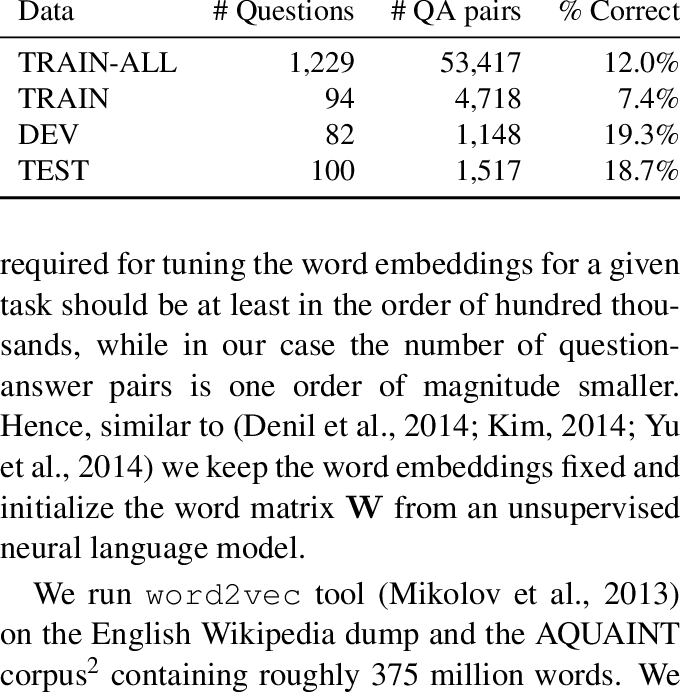 Data # Questions # QA pairs % Correct
TRAIN-ALL 1,229 53,417 12.0%
TRAIN 94 4,718 7.4%
DEV 82 1,148 19.3%
TEST 100 1,517 18.7%
required for tuning the word embeddings for a given
task should be at least in the order of hundred thou-
sands, while in our case the number of question-
answer pairs is one order of magnitude smaller.
Hence, similar to (Denil et al., 2014; Kim, 2014; Yu
et al., 2014) we keep the word embeddings fixed and
initialize the word matrix W from an unsupervised
neural language model.
We run word2vec tool (Mikolov et al., 2013)
on the English Wikipedia dump and the AQUAINT
corpus² containing roughly 375 million words. We